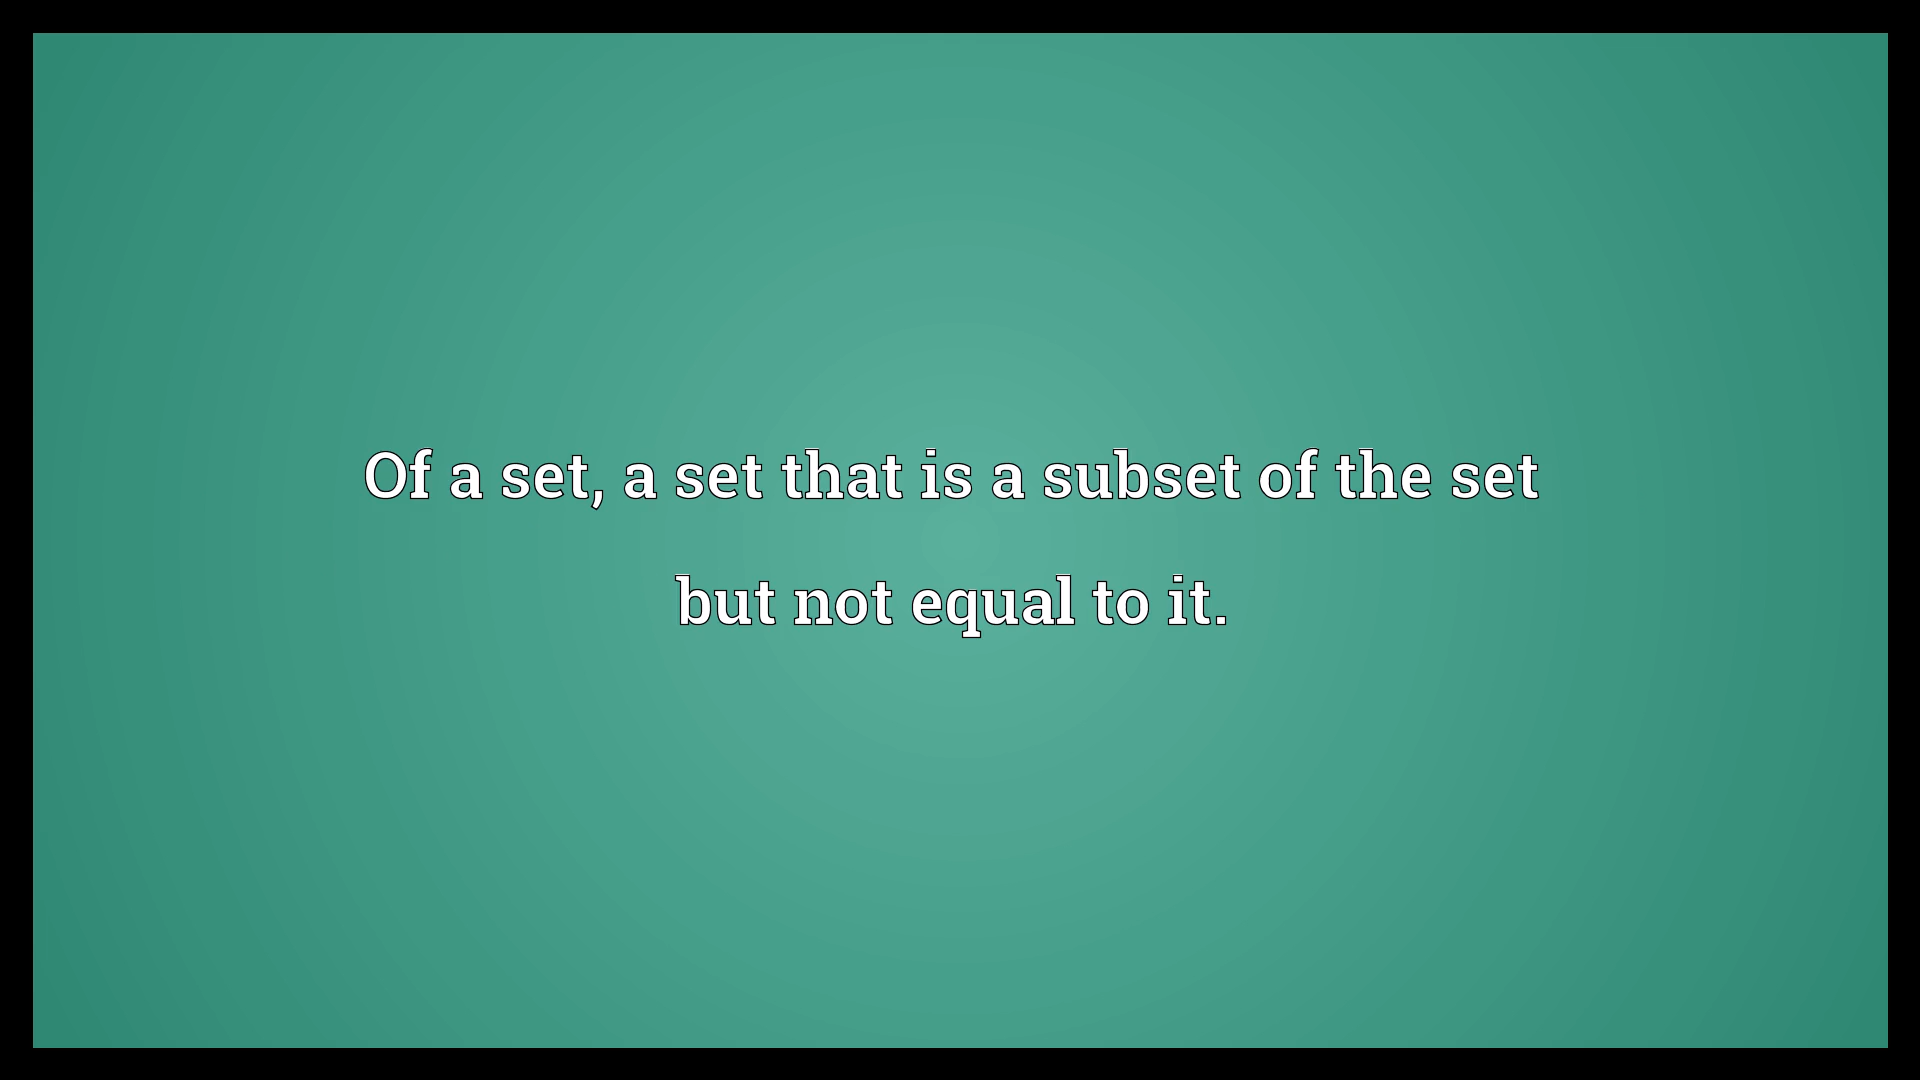 Of a set, a set that is a subset of the set
but not equal to it.